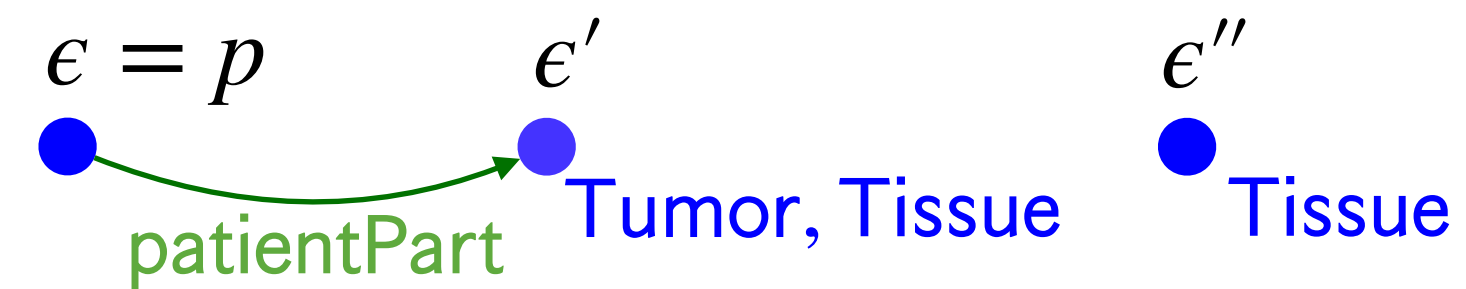 ϵ = p ϵ′ ϵ′′
Tumor, Tissue Tissue
patientPart